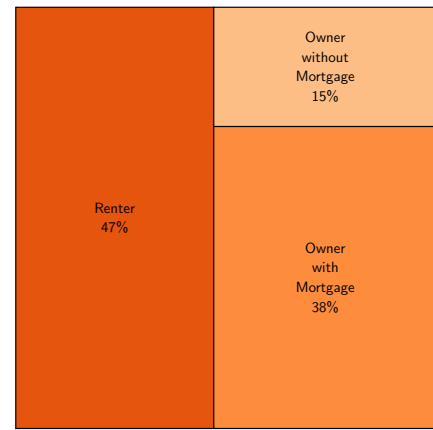 Renter
47%
Owner
without
Mortgage
15%
Owner
with
Mortgage
38%